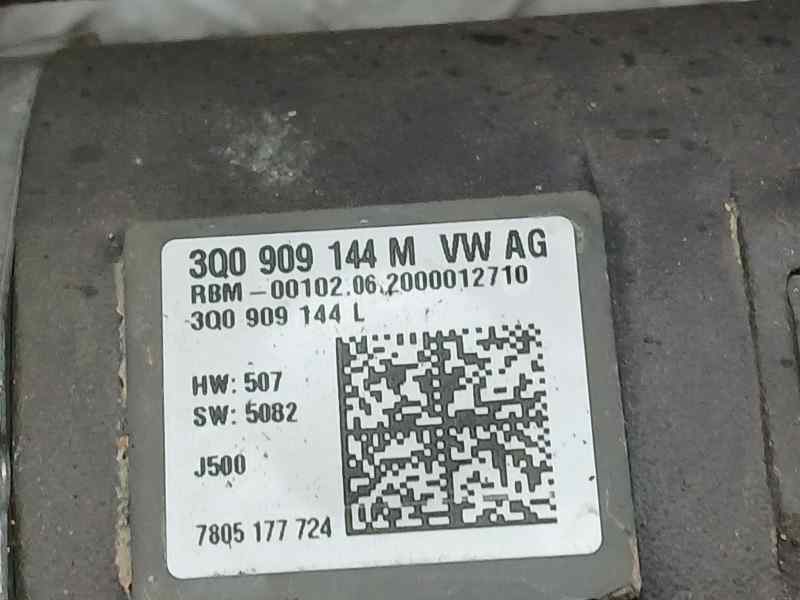 3Q0 909 144 M VW AG
RBM -00102.06.2000012710
3Q0 909 144 L
HW: 507
SW: 5082
J500
7805 177 724